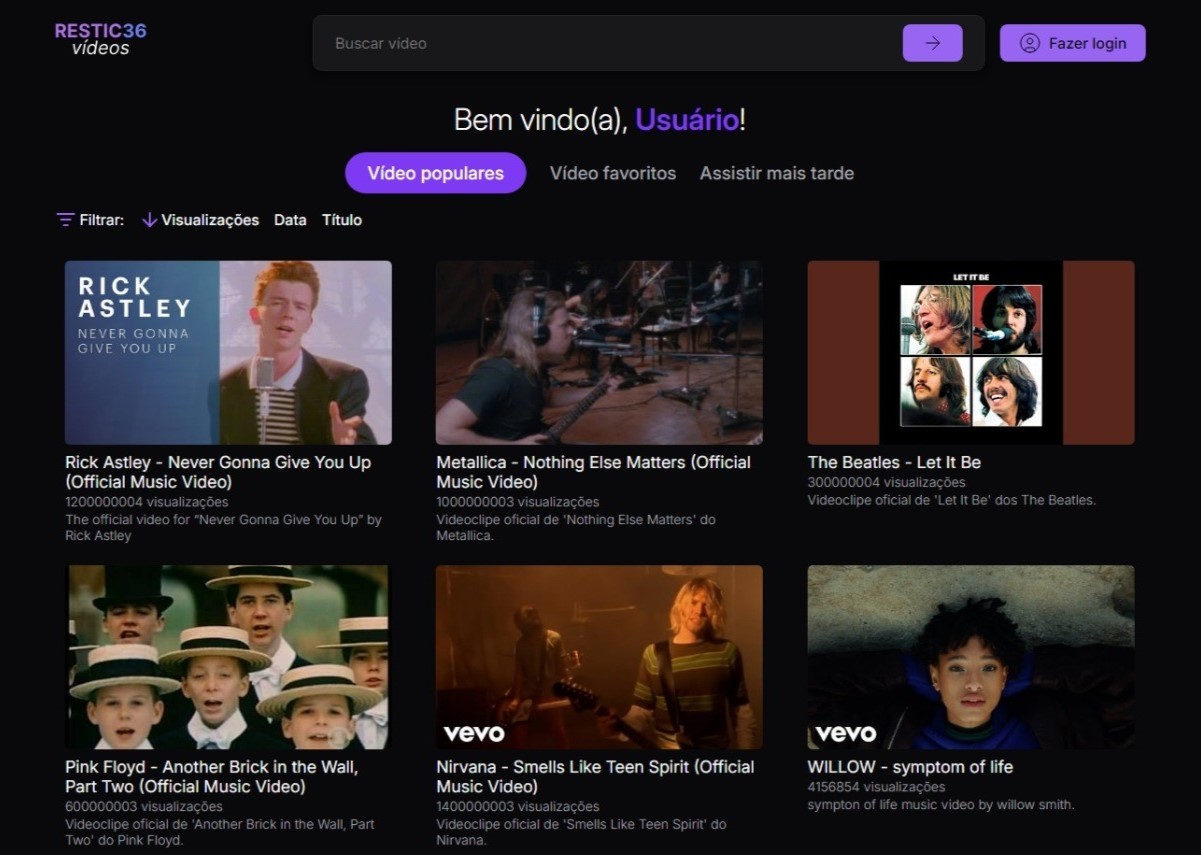 RESTIC36
vídeos
Buscar vídeo
Fazer login
Bem vindo(a), Usuário!
Vídeo populares
Vídeo favoritos
Assistir mais tarde
Filtrar:
Visualizações
Data
Título
RICK
ASTLEY
NEVER GONNA
GIVE YOU UP
LET IT BE
Rick Astley - Never Gonna Give You Up
(Official Music Video)
1200000004 visualizações
The official video for “Never Gonna Give You Up” by
Rick Astley
Metallica - Nothing Else Matters (Official
Music Video)
1000000003 visualizações
Videoclipe oficial de 'Nothing Else Matters' do
Metallica.
The Beatles - Let It Be
300000004 visualizações
Videoclipe oficial de 'Let It Be' dos The Beatles.
vevo
vevo
Pink Floyd - Another Brick in the Wall,
Part Two (Official Music Video)
600000003 visualizações
Videoclipe oficial de 'Another Brick in the Wall, Part
Two' do Pink Floyd.
Nirvana - Smells Like Teen Spirit (Official
Music Video)
1400000003 visualizações
Videoclipe oficial de 'Smells Like Teen Spirit' do
Nirvana.
WILLOW - symptom of life
4156854 visualizações
sympton of life music video by willow smith.